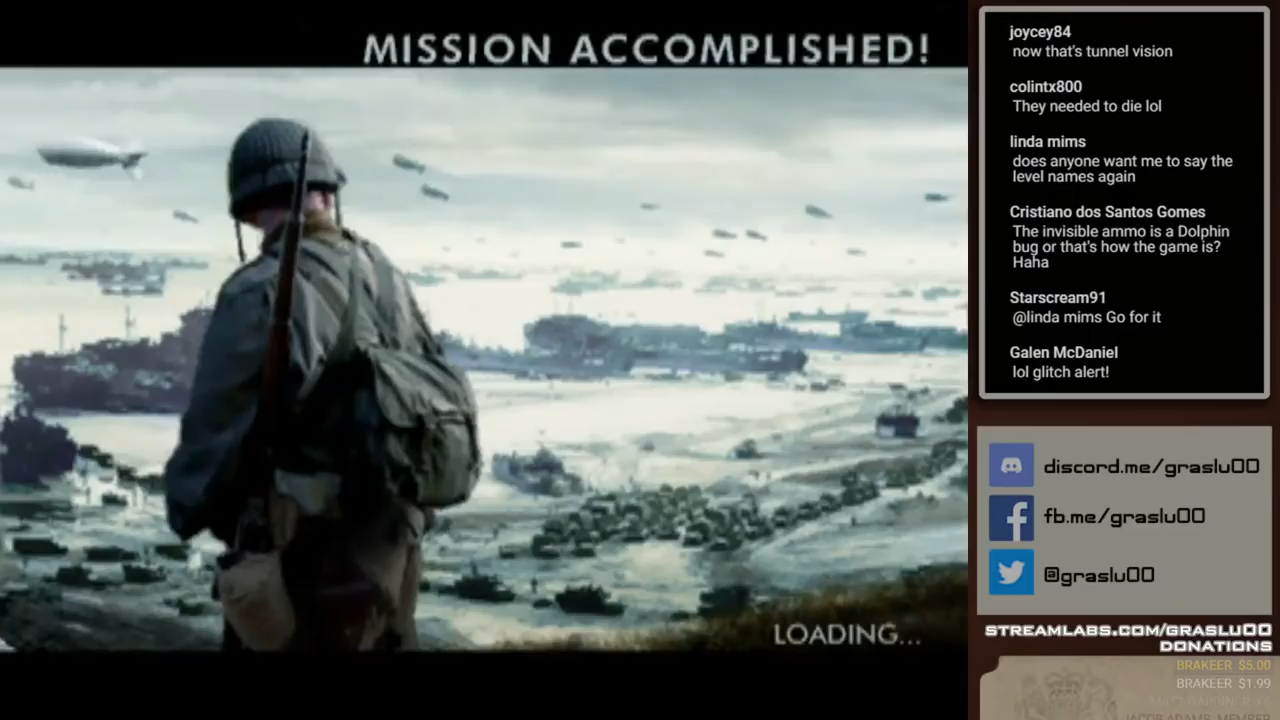 MISSION ACCOMPLISHED!
LOADING...
joycey84
now that's tunnel vision
colintx800
They needed to die lol
linda mims
does anyone want me to say the
level names again
Cristiano dos Santos Gomes
The invisible ammo is a Dolphin
bug or that's how the game is?
Haha
Starscream91
@linda mims Go for it
Galen McDaniel
lol glitch alert!
discord.me/graslu00
fb.me/graslu00
@graslu00
STREAMLABS.COM/GRASLU00
DONATIONS
BRAKEER $5.00
BRAKEER $1.99